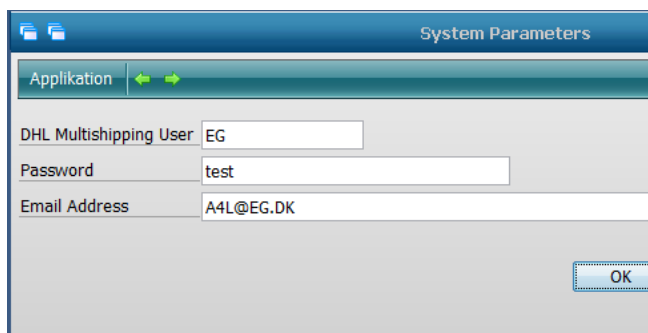 System Parameters
Applikation
DHL Multishipping User EG
Password test
Email Address A4L@EG.DK
OK